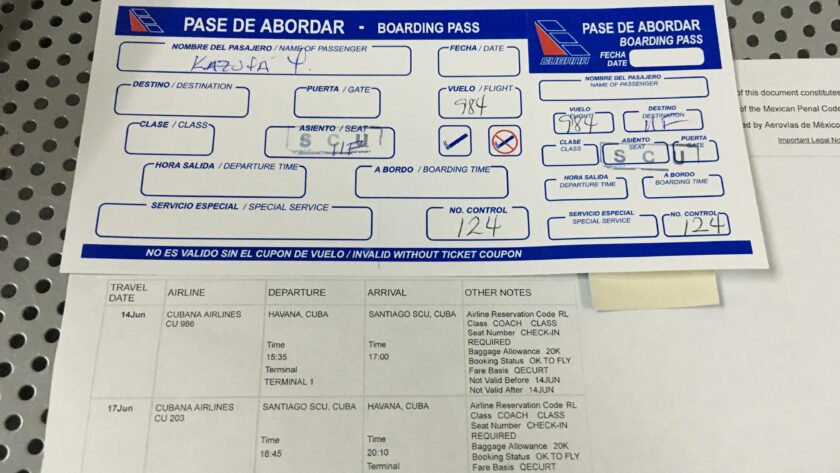 PASE DE ABORDAR - BOARDING PASS
NOMBRE DEL PASAJERO / NAME OF PASSENGER
FECHA / DATE
DESTINO / DESTINATION
PUERTA / GATE
VUELO / FLIGHT
984
CLASE / CLASS
ASIENTO / SEAT
SCU
HORA SALIDA / DEPARTURE TIME
A BORDO / BOARDING TIME
SERVICIO ESPECIAL / SPECIAL SERVICE
NO. CONTROL
124
NO ES VALIDO SIN EL CUPON DE VUELO / INVALID WITHOUT TICKET COUPON
CUBANA
PASE DE ABORDAR
BOARDING PASS
FECHA
DATE
NOMBRE DEL PASAJERO
NAME OF PASSENGER
VUELO
984
DESTINO
DESTINATION
CLASE
CLASS
ASIENTO
SEAT
SCU
PUERTA
GATE
HORA SALIDA
DEPARTURE TIME
A BORDO
BOARDING TIME
SERVICIO ESPECIAL
SPECIAL SERVICE
NO. CONTROL
124
of this document constitutes
of the Mexican Penal Code
ed by Aerovias de México
Important Legal No
TRAVEL DATE AIRLINE DEPARTURE ARRIVAL OTHER NOTES
14Jun
CUBANA AIRLINES
CU 986
HAVANA, CUBA
Time
15:35
Terminal
TERMINAL 1
SANTIAGO SCU, CUBA
Time
17:00
Airline Reservation Code RL
Class COACH CLASS
Seat Number CHECK-IN
REQUIRED
Baggage Allowance 20K
Booking Status OK TO FLY
Fare Basis QECURT
Not Valid Before 14JUN
Not Valid After 14JUN
17Jun
CUBANA AIRLINES
CU 203
SANTIAGO SCU, CUBA
Time
18:45
HAVANA, CUBA
Time
20:10
Terminal
Airline Reservation Code RL
Class COACH CLASS
Seat Number CHECK-IN
REQUIRED
Baggage Allowance 20K
Booking Status OK TO FLY
Fare Basis QECURT